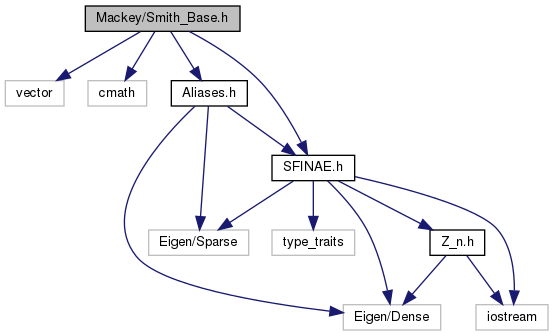 Mackey/Smith_Base.h
vector
cmath
Aliases.h
SFINAE.h
Eigen/Sparse
type_traits
Z_n.h
Eigen/Dense
iostream